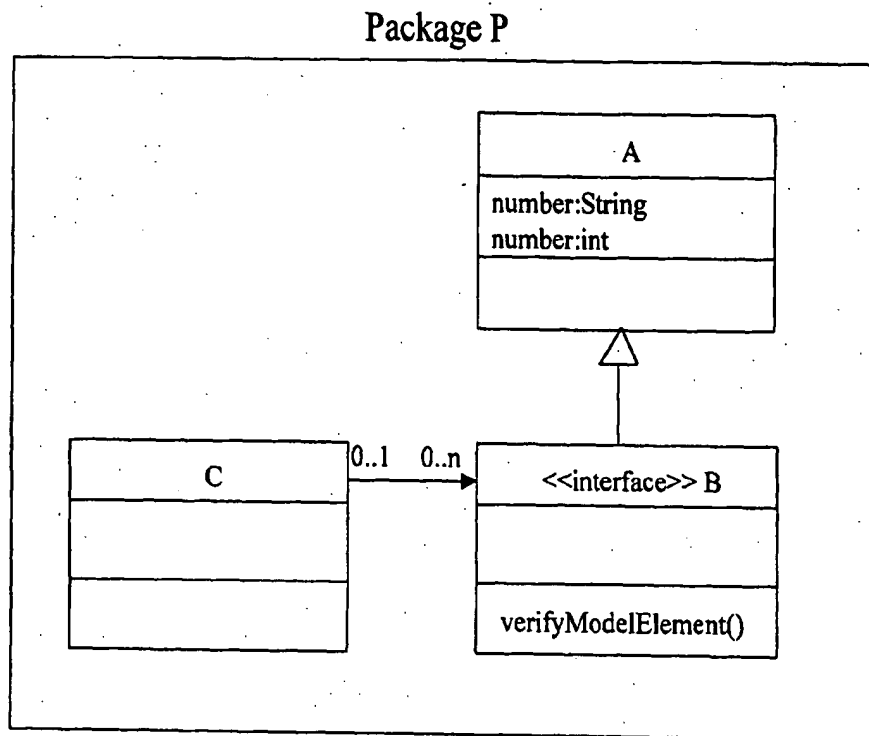 Package P
A
number:String
number:int
C
0..1 0..n
<<interface>> B
verifyModelElement()